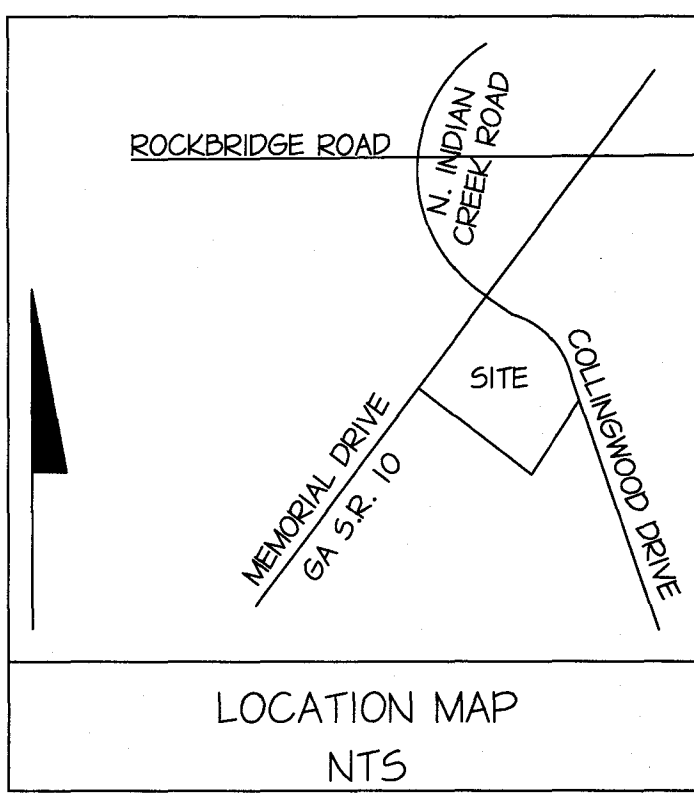 ROCKBRIDGE ROAD
N. INDIAN
CREEK ROAD
SITE
COLLINGWOOD DRIVE
MEMORIAL DRIVE
GA S.R. 10
LOCATION MAP
NTS